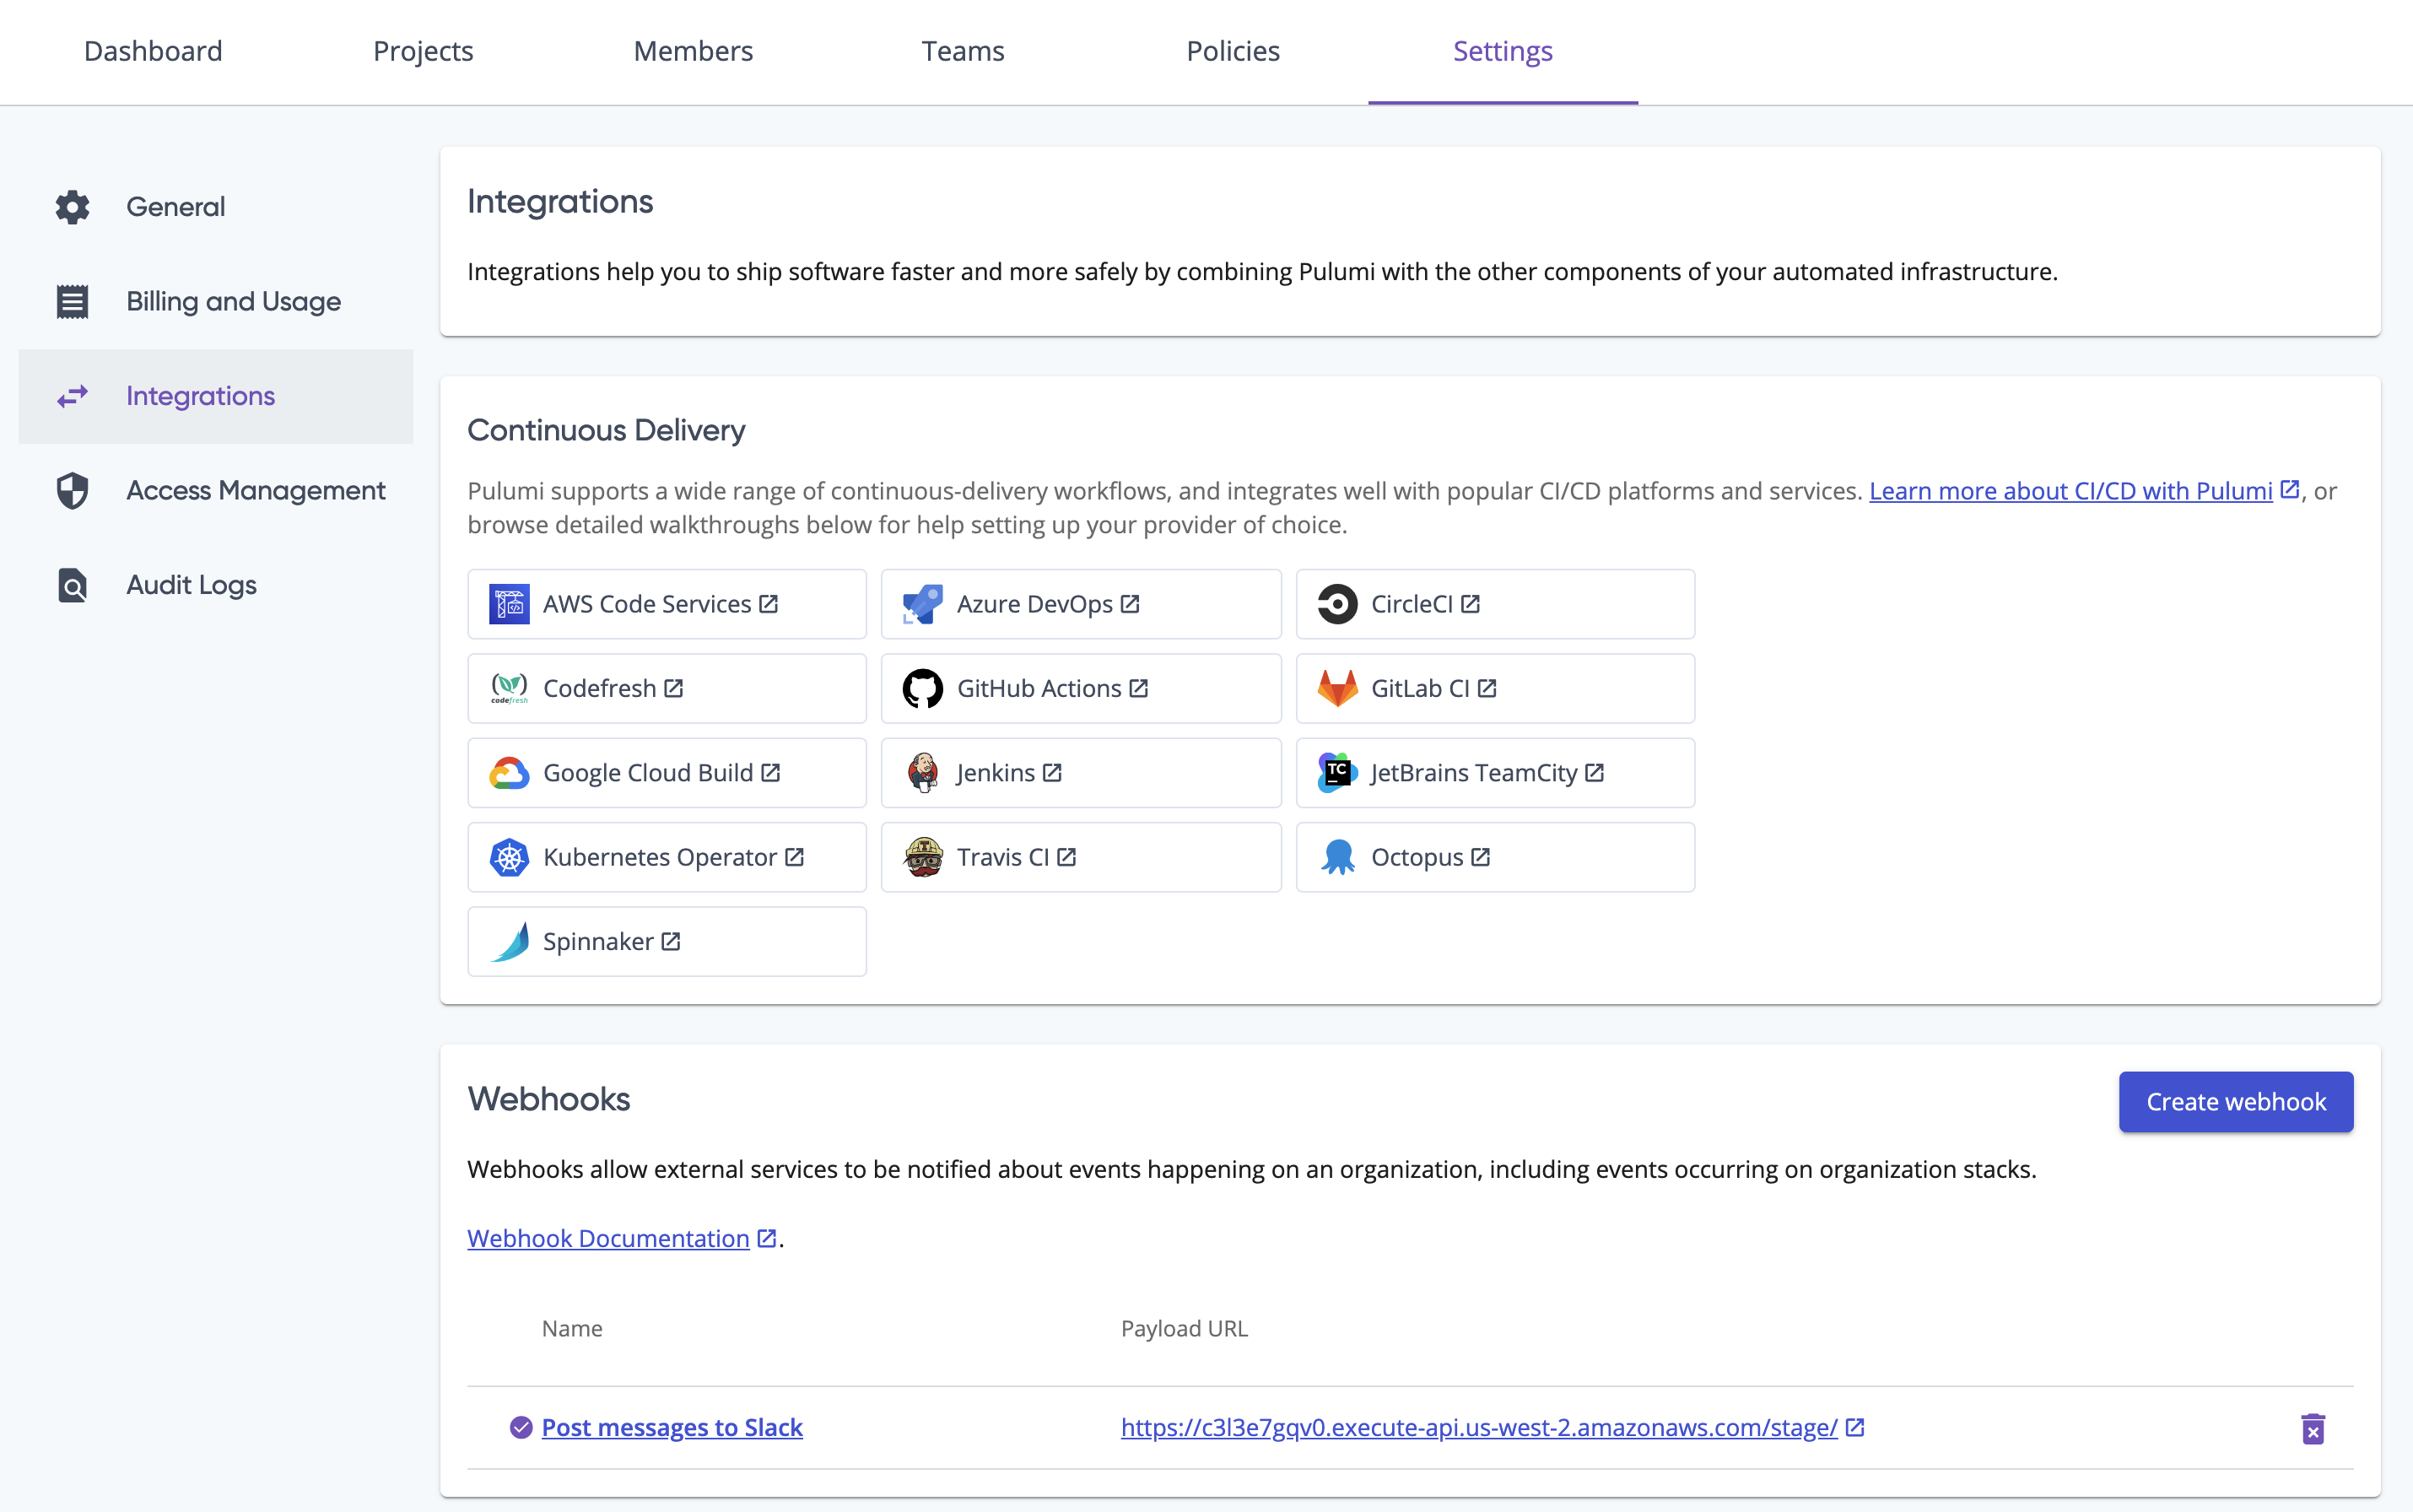 Dashboard Projects Members Teams Policies Settings
General
Billing and Usage
Integrations
Access Management
Audit Logs
Integrations
Integrations help you to ship software faster and more safely by combining Pulumi with the other components of your automated infrastructure.
Continuous Delivery
Pulumi supports a wide range of continuous-delivery workflows, and integrates well with popular CI/CD platforms and services. Learn more about CI/CD with Pulumi, or
browse detailed walkthroughs below for help setting up your provider of choice.
AWS Code Services Azure DevOps CircleCI
codefresh Codefresh GitHub Actions GitLab CI
Google Cloud Build Jenkins TC JetBrains TeamCity
Kubernetes Operator T Travis CI Octopus
Spinnaker
Webhooks
Create webhook
Webhooks allow external services to be notified about events happening on an organization, including events occurring on organization stacks.
Webhook Documentation.
Name Payload URL
Post messages to Slack https://c3l3e7gqv0.execute-api.us-west-2.amazonaws.com/stage/